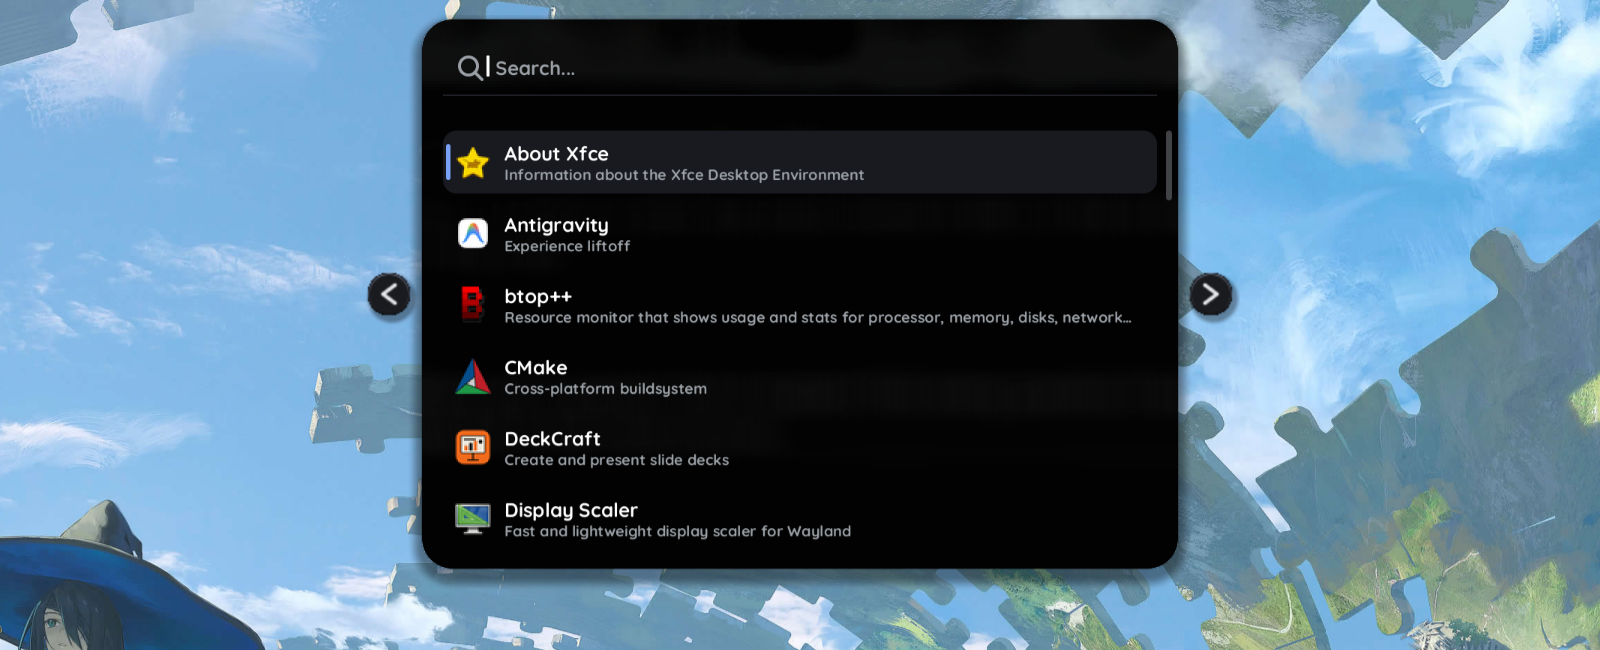 Search...
About Xfce
Information about the Xfce Desktop Environment
Antigravity
Experience liftoff
btop++
Resource monitor that shows usage and stats for processor, memory, disks, network...
CMake
Cross-platform buildsystem
DeckCraft
Create and present slide decks
Display Scaler
Fast and lightweight display scaler for Wayland